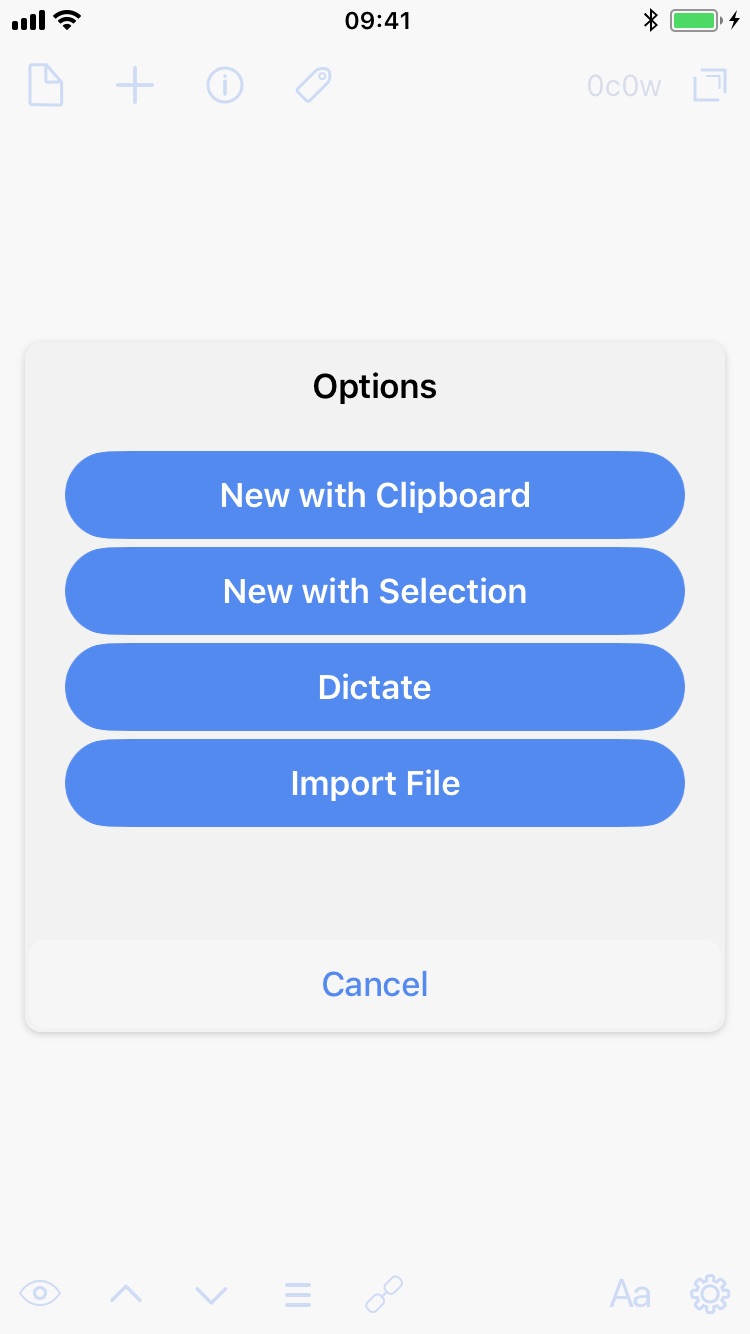 09:41
0c0w
Options
New with Clipboard
New with Selection
Dictate
Import File
Cancel
Aa